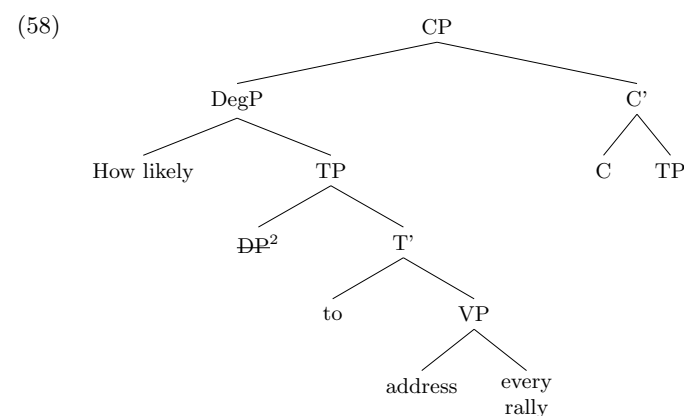 (58)
CP
DegP C'
How likely TP C TP
DP² T'
to VP
address every
rally